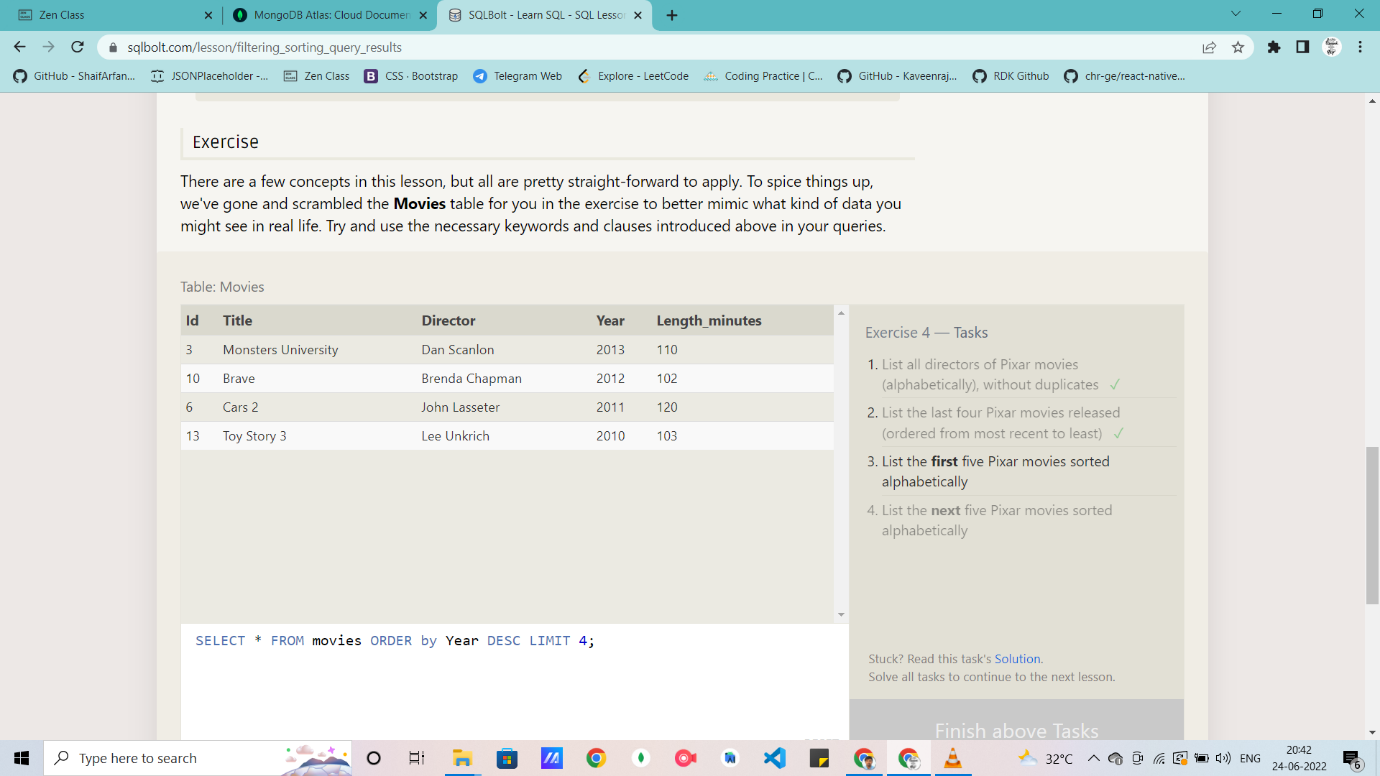 Zen Class
MongoDB Atlas: Cloud Documen
SQLBolt - Learn SQL - SQL Lesson
sqlbolt.com/lesson/filtering_sorting_query_results
GitHub - ShaifArfan... JSONPlaceholder -... Zen Class CSS · Bootstrap Telegram Web Explore - LeetCode Coding Practice | C... GitHub - Kaveenraj... RDK Github chr-ge/react-native...
Exercise
There are a few concepts in this lesson, but all are pretty straight-forward to apply. To spice things up,
we've gone and scrambled the Movies table for you in the exercise to better mimic what kind of data you
might see in real life. Try and use the necessary keywords and clauses introduced above in your queries.
Table: Movies
Id Title Director Year Length_minutes
3 Monsters University Dan Scanlon 2013 110
10 Brave Brenda Chapman 2012 102
6 Cars 2 John Lasseter 2011 120
13 Toy Story 3 Lee Unkrich 2010 103
SELECT * FROM movies ORDER by Year DESC LIMIT 4;
Exercise 4 — Tasks
1. List all directors of Pixar movies
(alphabetically), without duplicates ✓
2. List the last four Pixar movies released
(ordered from most recent to least) ✓
3. List the first five Pixar movies sorted
alphabetically
4. List the next five Pixar movies sorted
alphabetically
Stuck? Read this task's Solution.
Solve all tasks to continue to the next lesson.
Finish above Tasks
Type here to search
32°C
ENG
20:42
24-06-2022
6